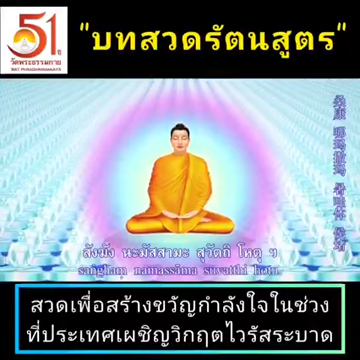 51 ปี
วัดพระธรรมกาย
WAT PHRADHAMMAKAYA
"บทสวดรัตนสูตร"
สังฆัง นะมัสสามะ สุวัตถิ โหตุ ฯ
saṅghaṃ namassāma suvatthi hotu.
สวดเพื่อสร้างขวัญกำลังใจในช่วง
ที่ประเทศเผชิญวิกฤตไวรัสระบาด